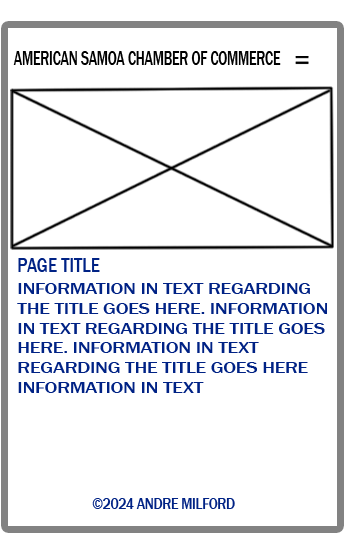 AMERICAN SAMOA CHAMBER OF COMMERCE
PAGE TITLE
INFORMATION IN TEXT REGARDING
THE TITLE GOES HERE. INFORMATION
IN TEXT REGARDING THE TITLE GOES
HERE. INFORMATION IN TEXT
REGARDING THE TITLE GOES HERE
INFORMATION IN TEXT
©2024 ANDRE MILFORD